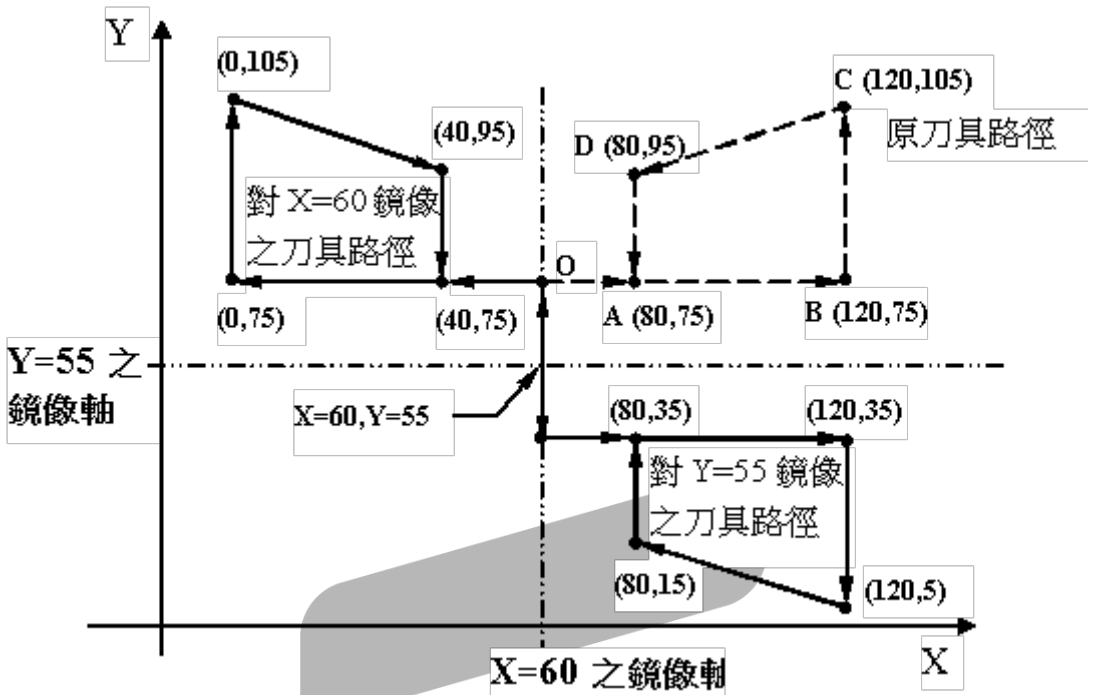 Y
(0,105)
C (120,105)
(40,95)
D (80,95)
原刀具路徑
對 X=60 鏡像
之刀具路徑
O
(0,75)
(40,75)
A (80,75)
B (120,75)
Y=55 之
鏡像軸
X=60,Y=55
(80,35)
(120,35)
對 Y=55 鏡像
之刀具路徑
(80,15)
(120,5)
X
X=60 之鏡像軸